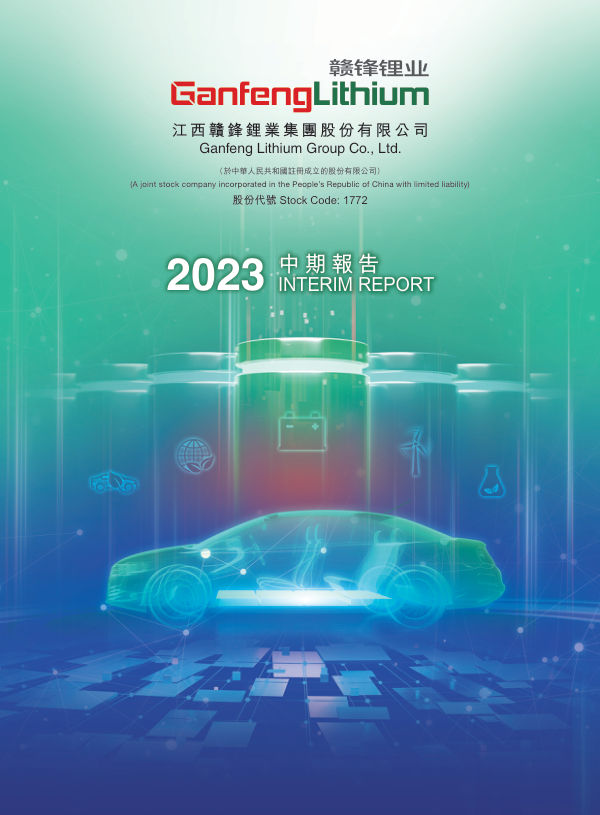 赣锋锂业
GanfengLithium
江西贛鋒鋰業集團股份有限公司
Ganfeng Lithium Group Co., Ltd.
（於中華人民共和國註冊成立的股份有限公司）
(A joint stock company incorporated in the People's Republic of China with limited liability)
股份代號 Stock Code: 1772
2023 中期報告
INTERIM REPORT